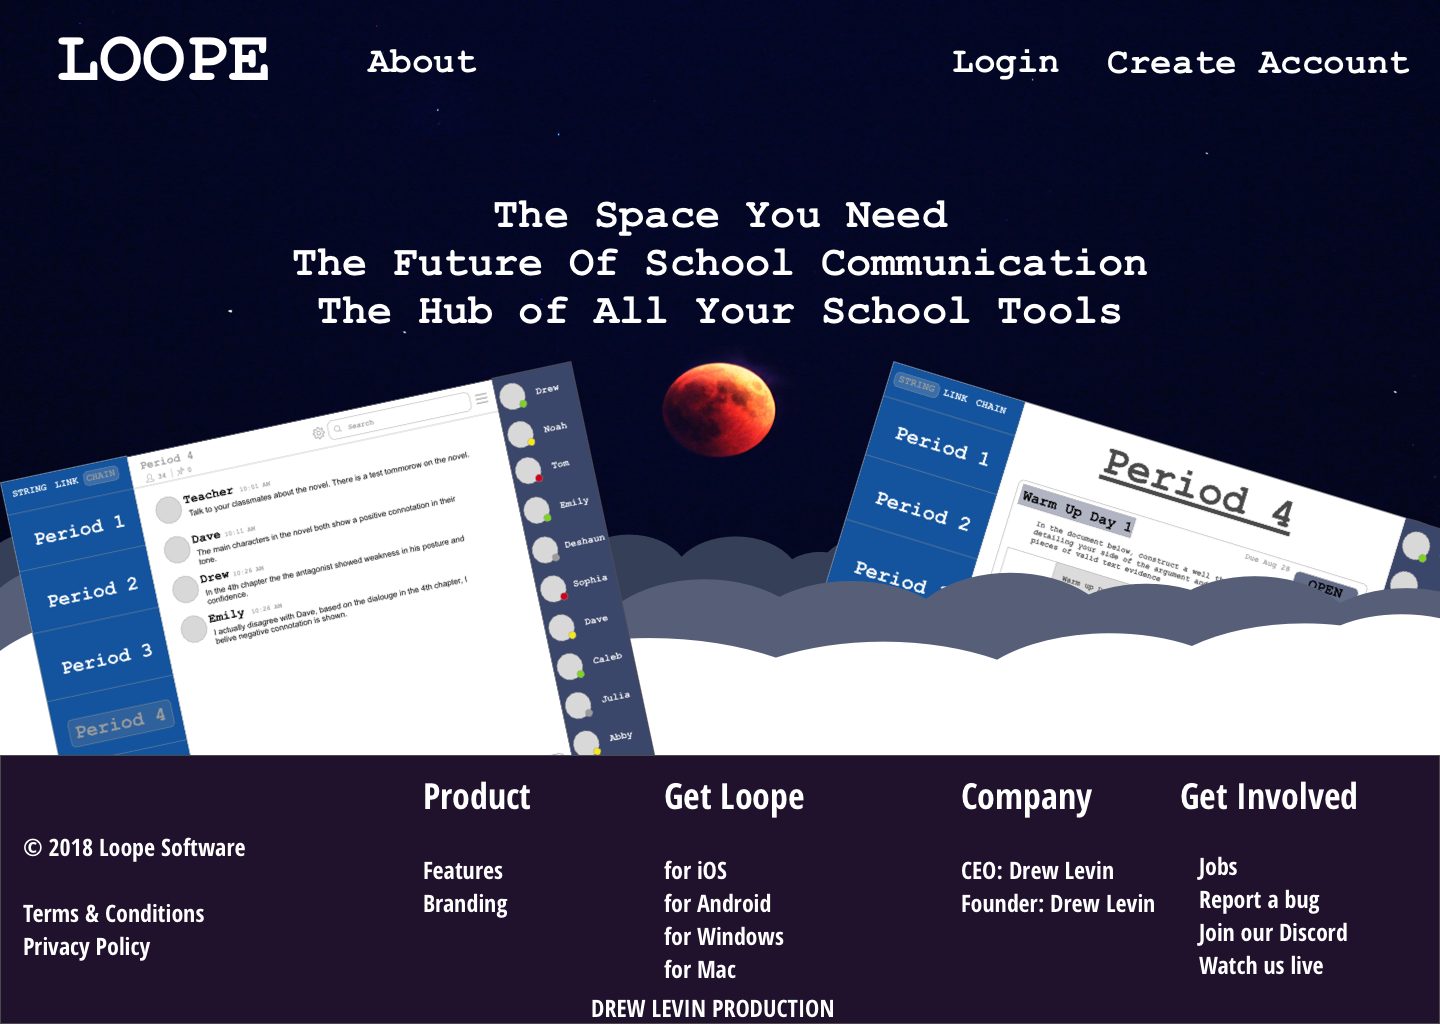 LOOPE
About
Login
Create Account
The Space You Need
The Future Of School Communication
The Hub of All Your School Tools
STRING LINK CHAIN
Period 1
Period 2
Period 3
Period 4
Period 4
34
Search
Teacher 10:01 AM
Talk to your classmates about the novel. There is a test tommorow on the novel.
Dave 10:11 AM
The main characters in the novel both show a positive connotation in their
tone.
Drew 10:20 AM
In the 4th chapter the the antagonist showed weakness in his posture and
confidence.
Emily 10:26 AM
I actually disagree with Dave, based on the dialouge in the 4th chapter, I
belive negative connotation is shown.
Drew
Noah
Tom
Emily
Deshaun
Sophia
Dave
Caleb
Julia
Abby
STRING LINK CHAIN
Period 1
Period 2
Period
Period 4
Warm Up Day 1
Due Aug 28
In the document below, construct a well
detailing your side of the argument and
pieces of valid text evidence
Warm up
OPEN
© 2018 Loope Software
Terms & Conditions
Privacy Policy
Product
Features
Branding
Get Loope
for iOS
for Android
for Windows
for Mac
Company
CEO: Drew Levin
Founder: Drew Levin
Get Involved
Jobs
Report a bug
Join our Discord
Watch us live
DREW LEVIN PRODUCTION